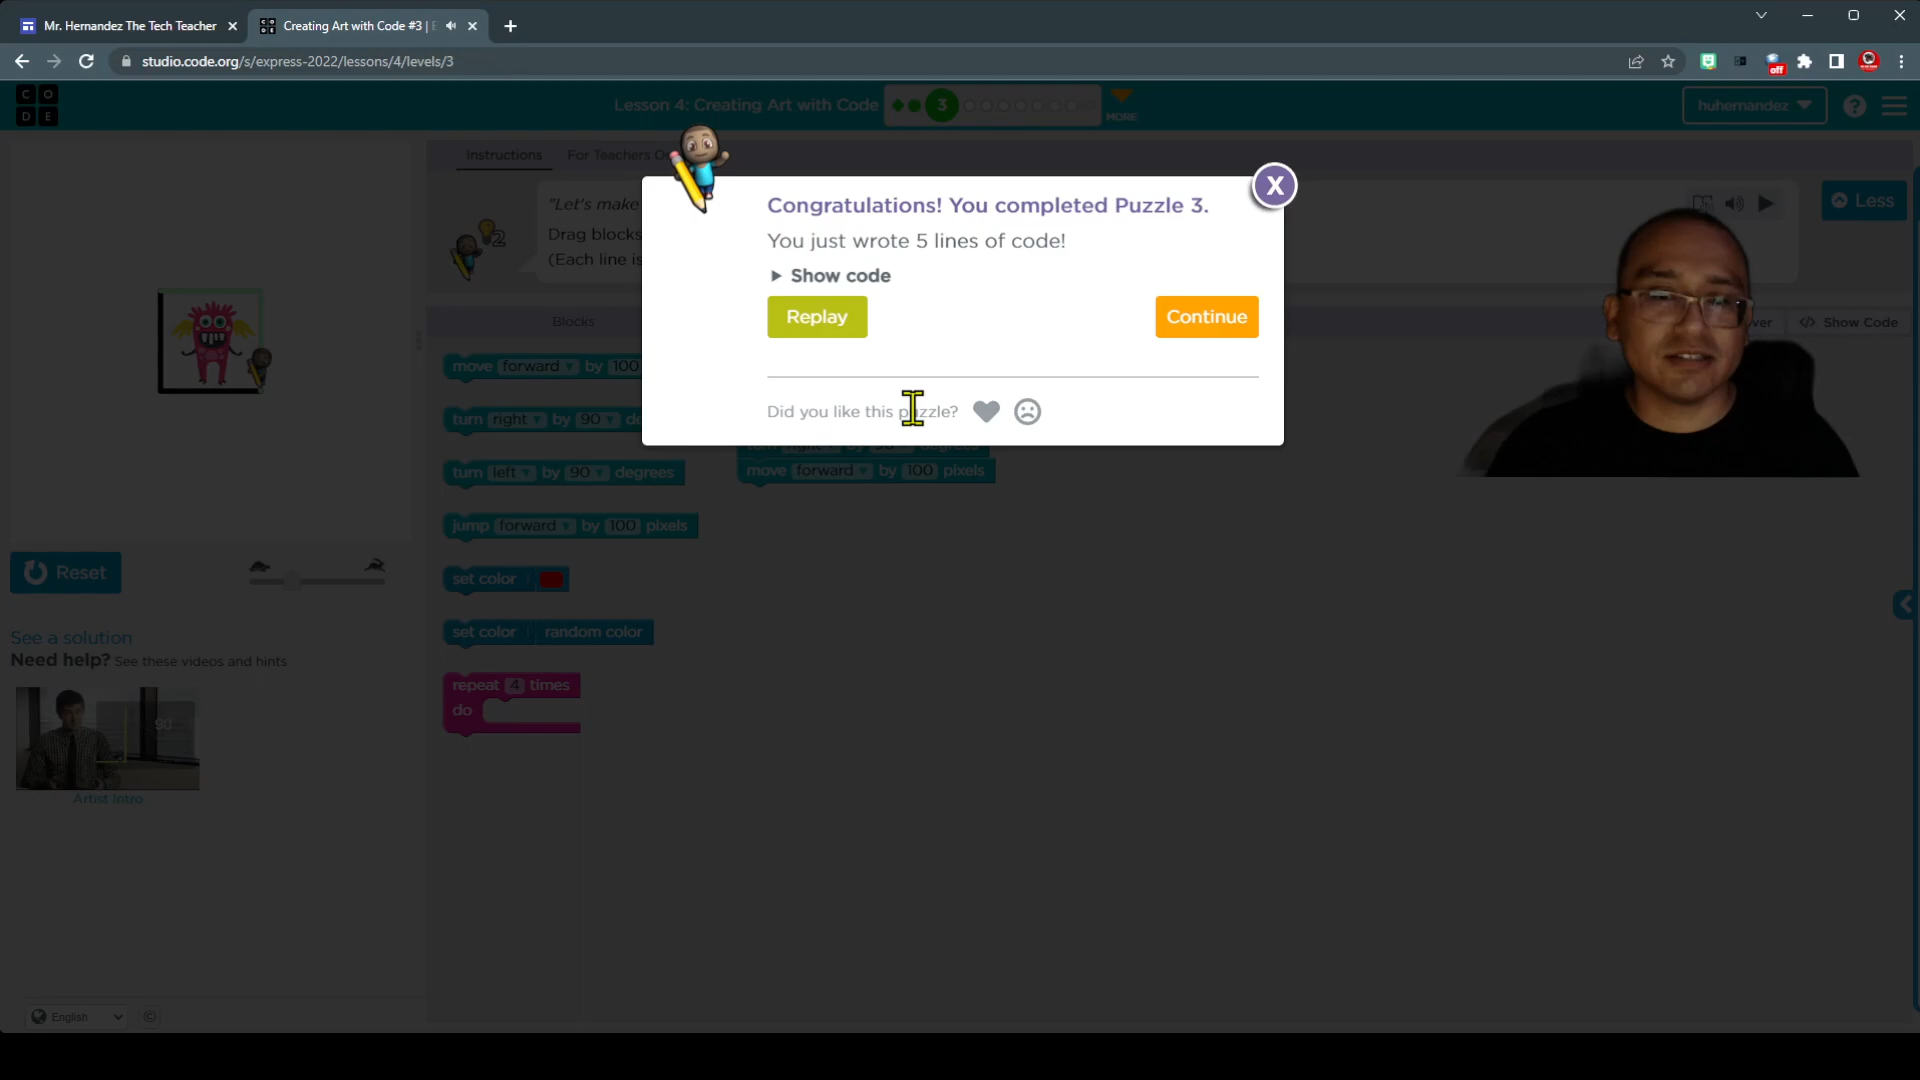 Mr. Hernandez The Tech Teacher
Creating Art with Code #3 |
studio.code.org/s/express-2022/lessons/4/levels/3
off
CODE
Lesson 4: Creating Art with Code
3
MORE
huhernandez
?
Instructions
For Teachers
X
Congratulations! You completed Puzzle 3.
You just wrote 5 lines of code!
Show code
Replay
Continue
Did you like this puzzle?
"Let's make
2
Drag blocks
(Each line is
Less
Blocks
Show Code
move forward by 100
turn right by 90
turn left by 90 degrees
jump forward by 100 pixels
set color
set color random color
repeat 4 times
do
move forward by 100 pixels
Reset
See a solution
Need help? See these videos and hints
90
Artist Intro
English
©